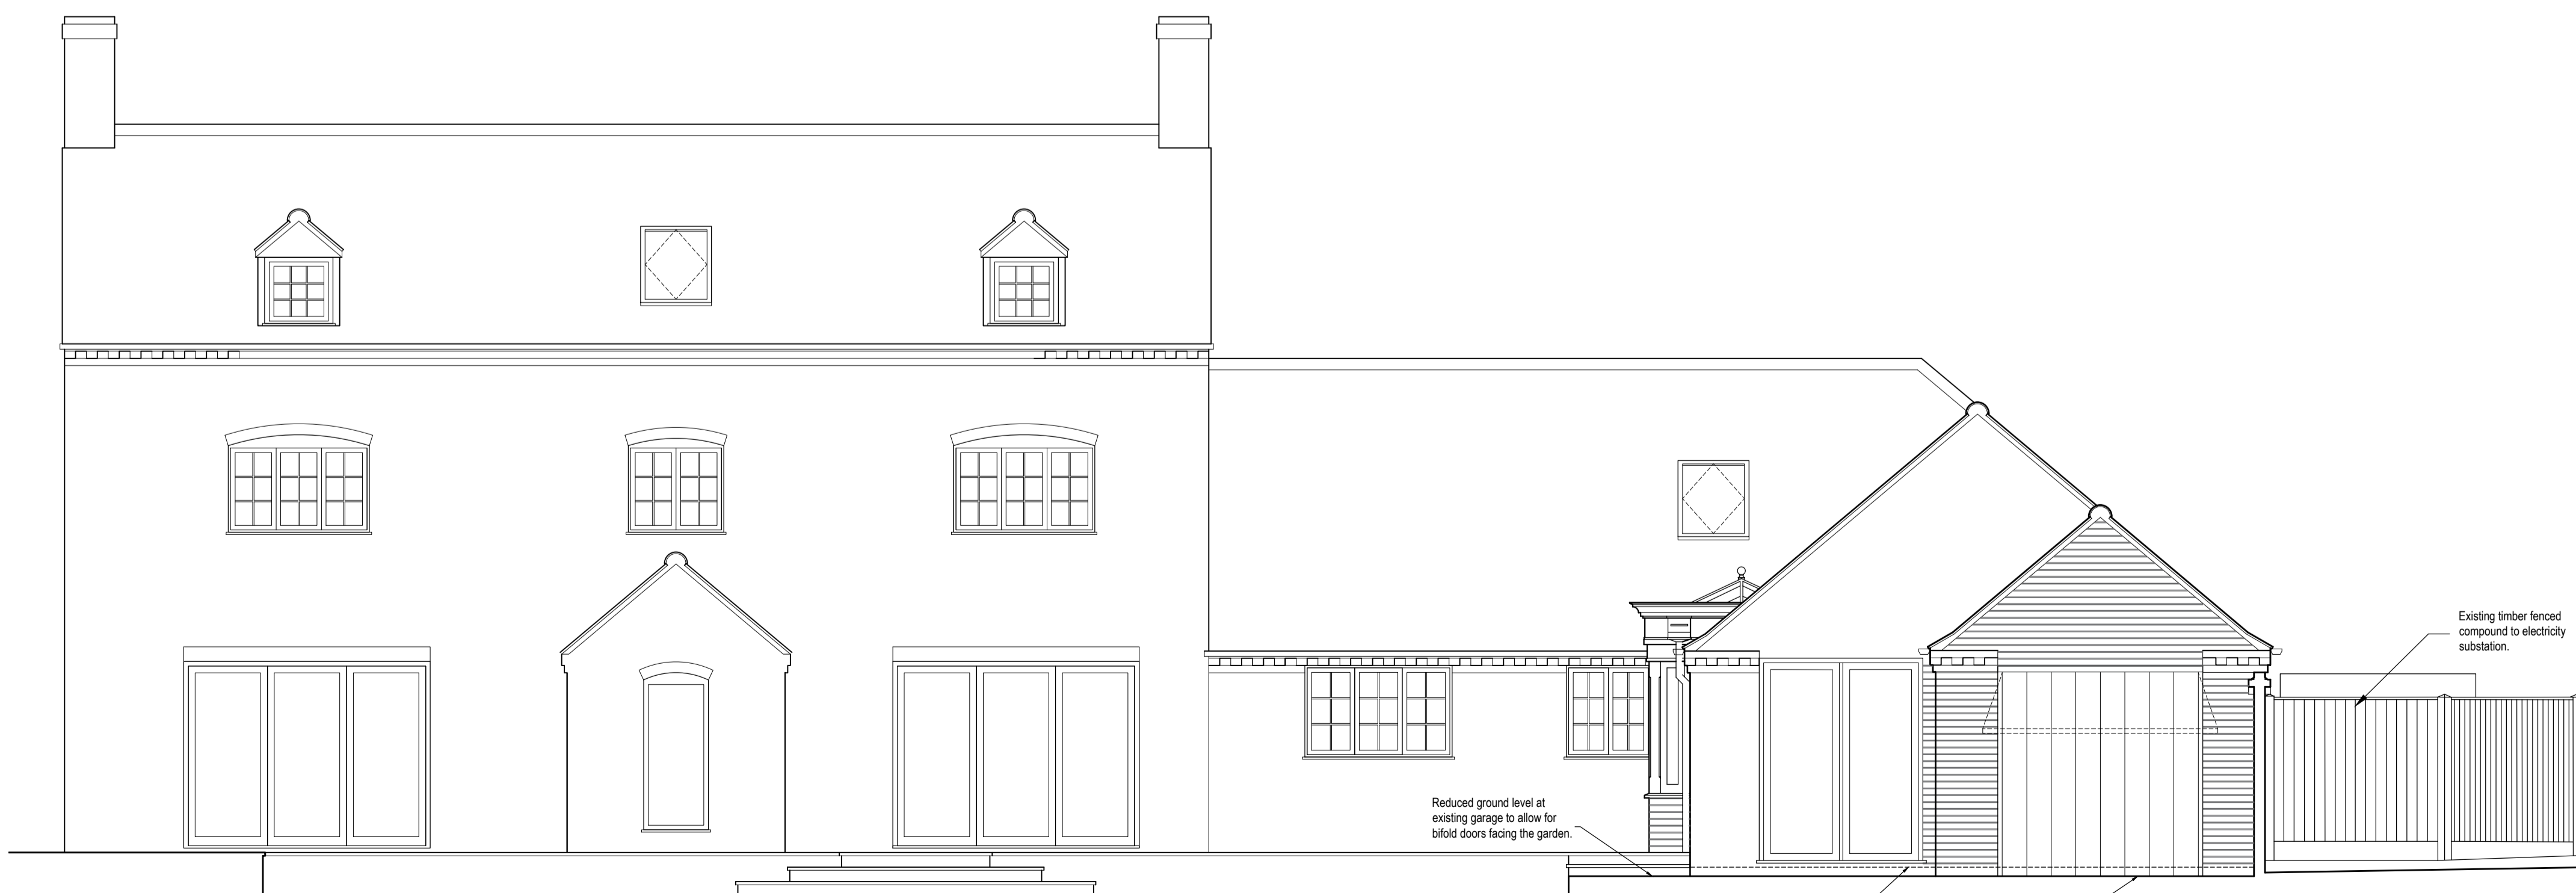 Existing timber fenced
compound to electricity
substation.
Reduced ground level at
existing garage to allow for
bifold doors facing the garden.